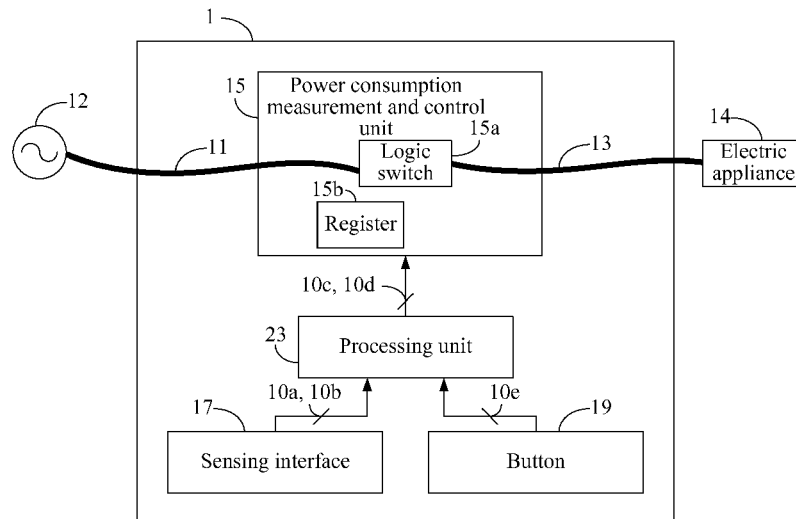 1
12
15
Power consumption
measurement and control
unit
15a
14
11
Logic
switch
13
Electric
appliance
15b
Register
10c, 10d
23
Processing unit
17
10a, 10b
10e
19
Sensing interface
Button